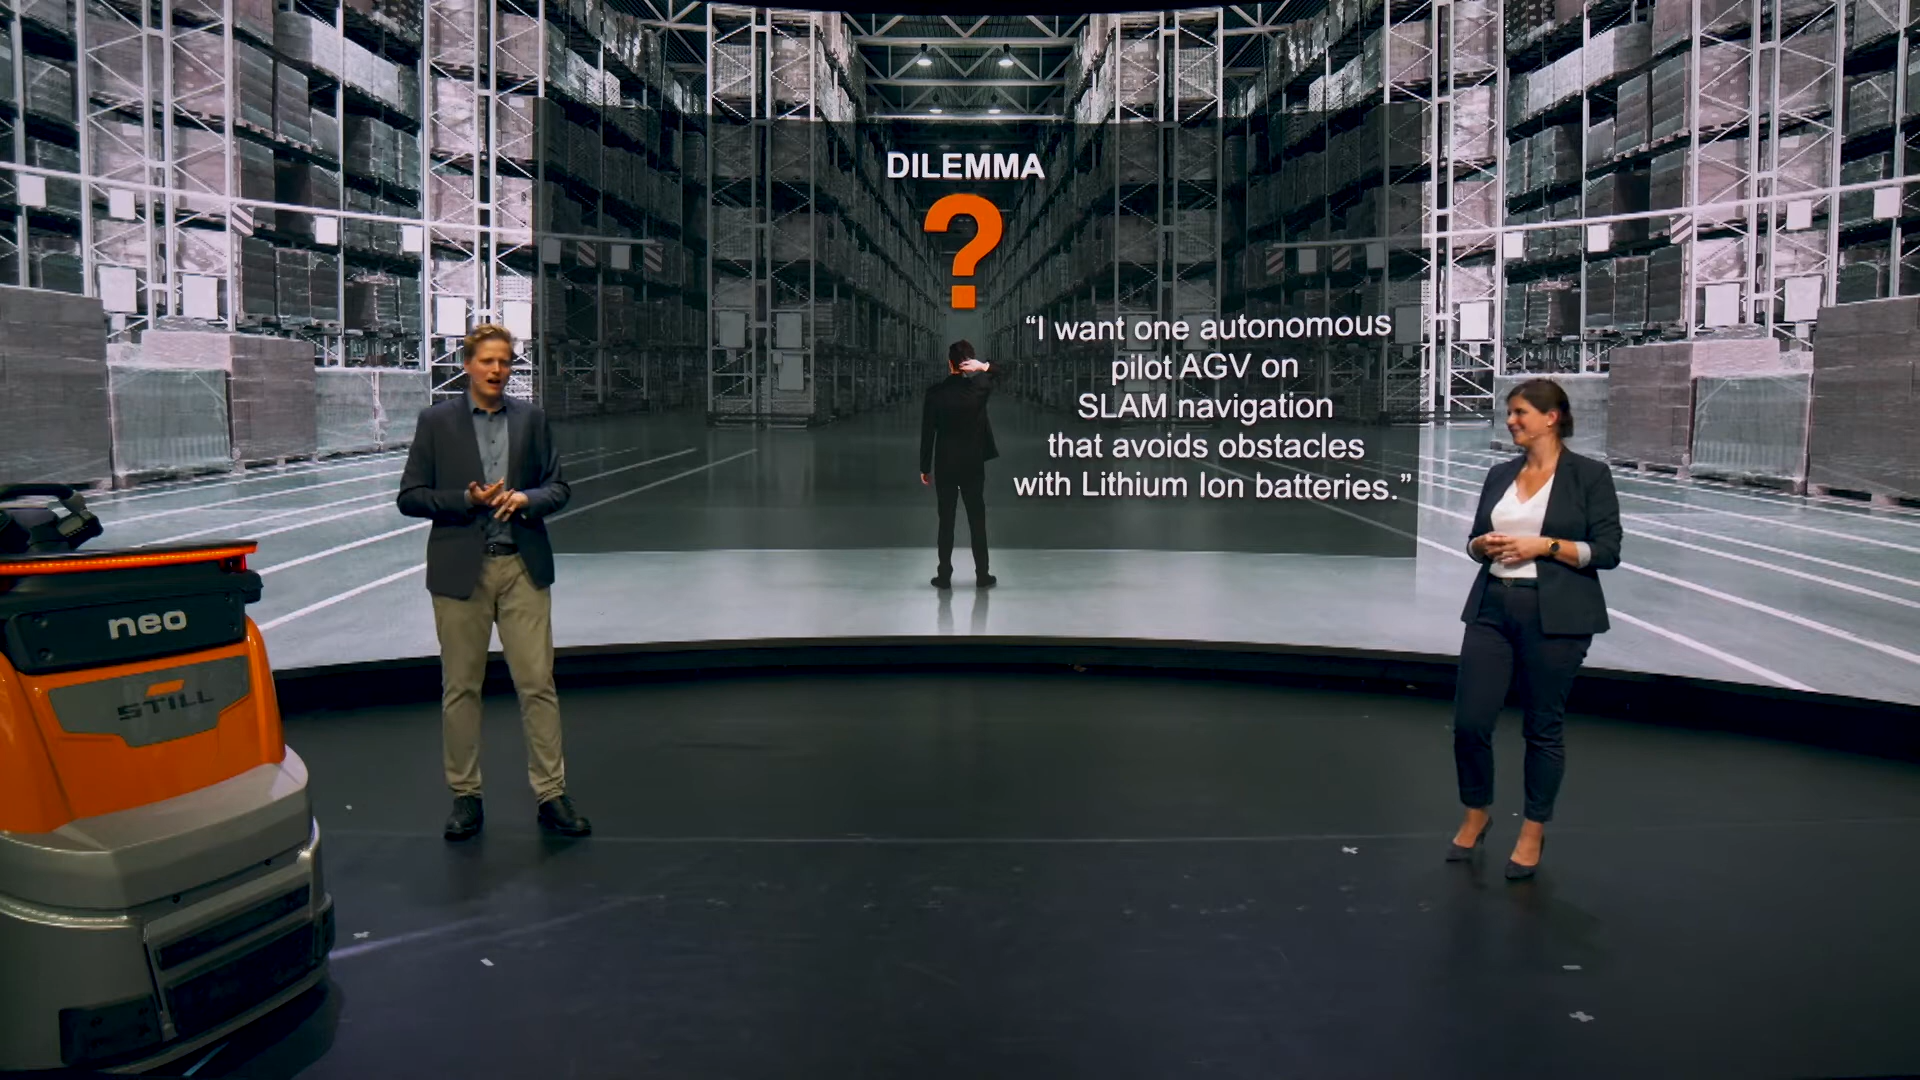 DILEMMA
?
“I want one autonomous
pilot AGV on
SLAM navigation
that avoids obstacles
with Lithium Ion batteries.”
neo
STILL